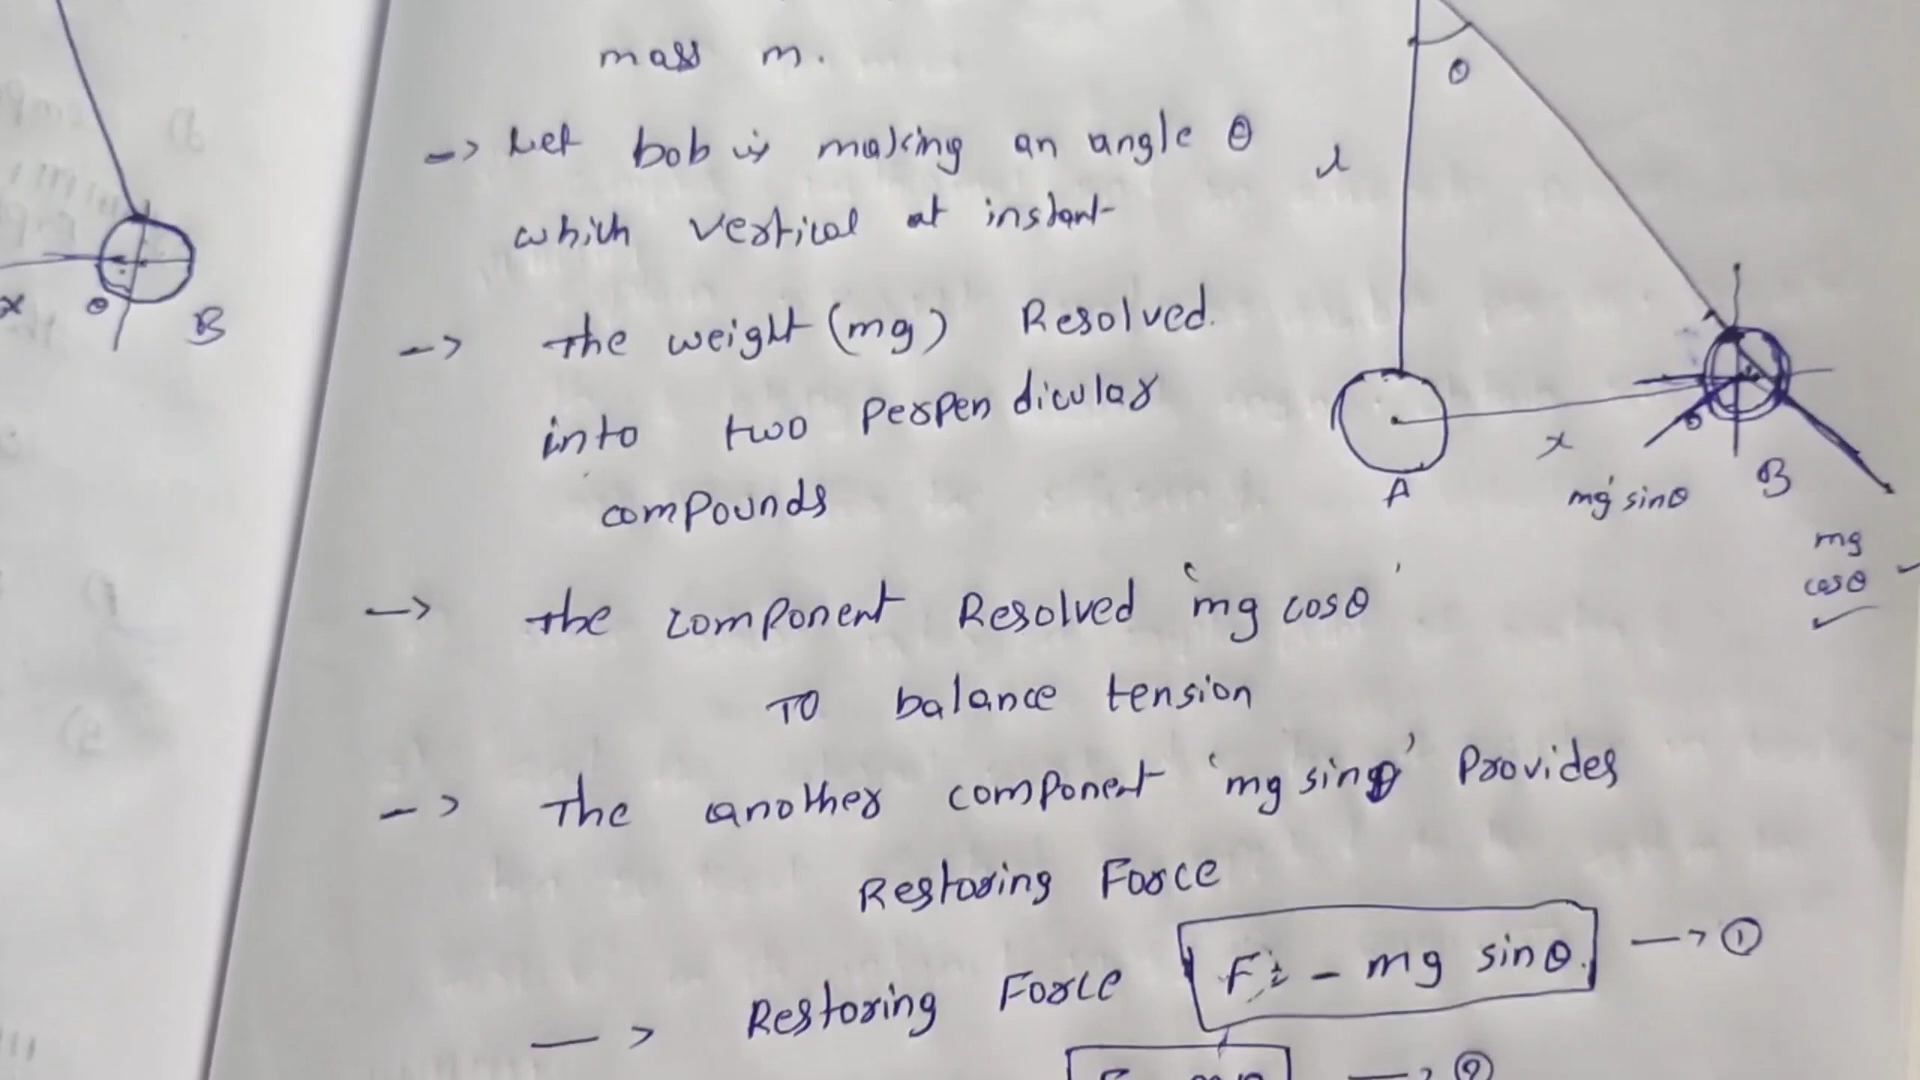 mass m.
-> Let bob is making an angle θ
which vertical at instant
-> the weight (mg) Resolved.
into two Perpendicular
compounds
-> the component Resolved 'mg cosθ'
To balance tension
-> The another component 'mg sinθ' Provides
Restoring Force
-> Restoring Force F = - mg sinθ. -> ①
-> ②
θ
l
x
A
B
mg sinθ
mg
cosθ
θ
x
θ
B